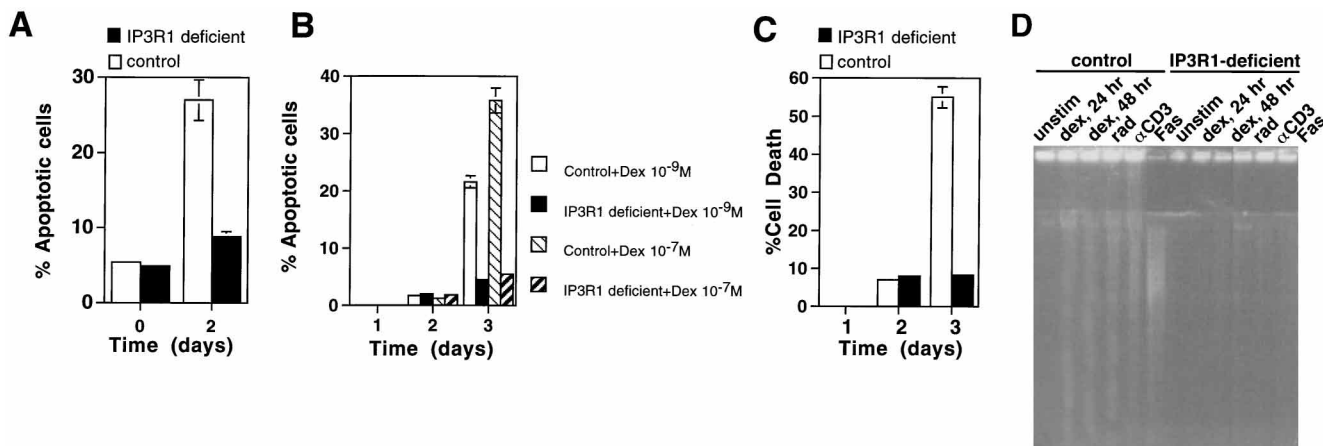 A
IP3R1 deficient
control
% Apoptotic cells
30
20
10
0
0
2
Time (days)
B
% Apoptotic cells
40
30
20
10
0
1
2
3
Time (days)
Control+Dex 10-9M
IP3R1 deficient+Dex 10-9M
Control+Dex 10-7M
IP3R1 deficient+Dex 10-7M
C
IP3R1 deficient
control
%Cell Death
60
50
40
30
20
10
0
1
2
3
Time (days)
D
control
IP3R1-deficient
unstim
dex, 24 hr
dex, 48 hr
rad
αCD3
Fas
unstim
dex, 24 hr
dex, 48 hr
rad
αCD3
Fas